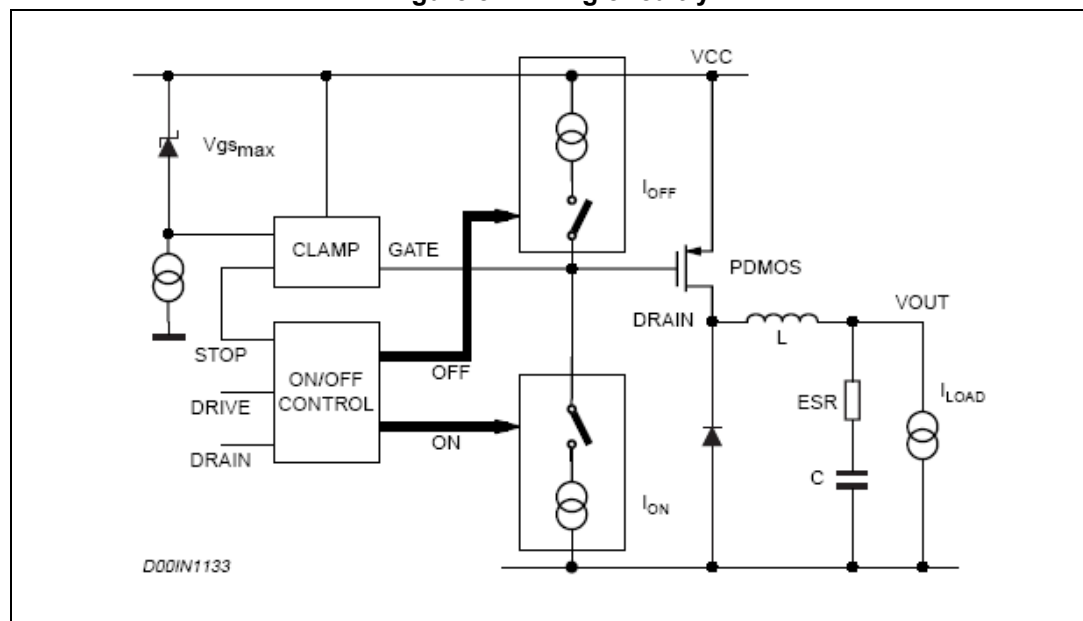 VCC
Vgsmax
IOFF
CLAMP
GATE
PDMOS
DRAIN
VOUT
L
STOP
OFF
ON/OFF
CONTROL
DRIVE
ON
DRAIN
ESR
ILOAD
C
ION
D00IN1133